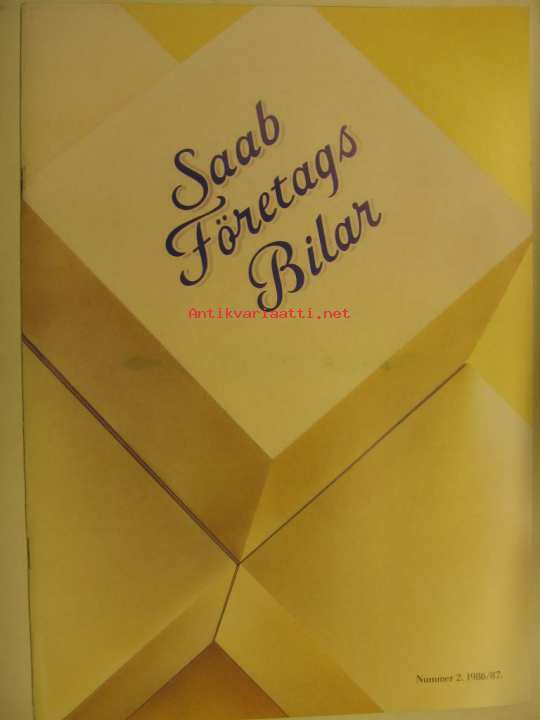 Saab
Företags
Bilar
Antikvariaatti.net
Nummer 2. 1986/87.